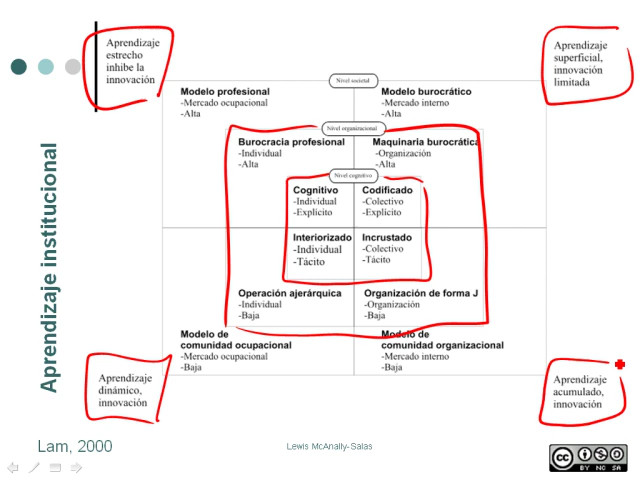 Aprendizaje
estrecho
inhibe la
innovación
Aprendizaje
superficial,
innovación
limitada
Nivel societal
Modelo profesional
-Mercado ocupacional
-Alta
Modelo burocrático
-Mercado interno
-Alta
Nivel organizacional
Burocracia profesional
-Individual
-Alta
Maquinaria burocrática
-Organización
-Alta
Nivel cognitivo
Cognitivo
-Individual
-Explícito
Codificado
-Colectivo
-Explícito
Interiorizado
-Individual
-Tácito
Incrustado
-Colectivo
-Tácito
Operación ajerárquica
-Individual
-Baja
Organización de forma J
-Organización
-Baja
Modelo de
comunidad ocupacional
-Mercado ocupacional
-Baja
Modelo de
comunidad organizacional
-Mercado interno
-Baja
Aprendizaje
dinámico,
innovación
Aprendizaje
acumulado,
innovación
Aprendizaje institucional
Lam, 2000
Lewis McAnally-Salas
cc
BY NC SA